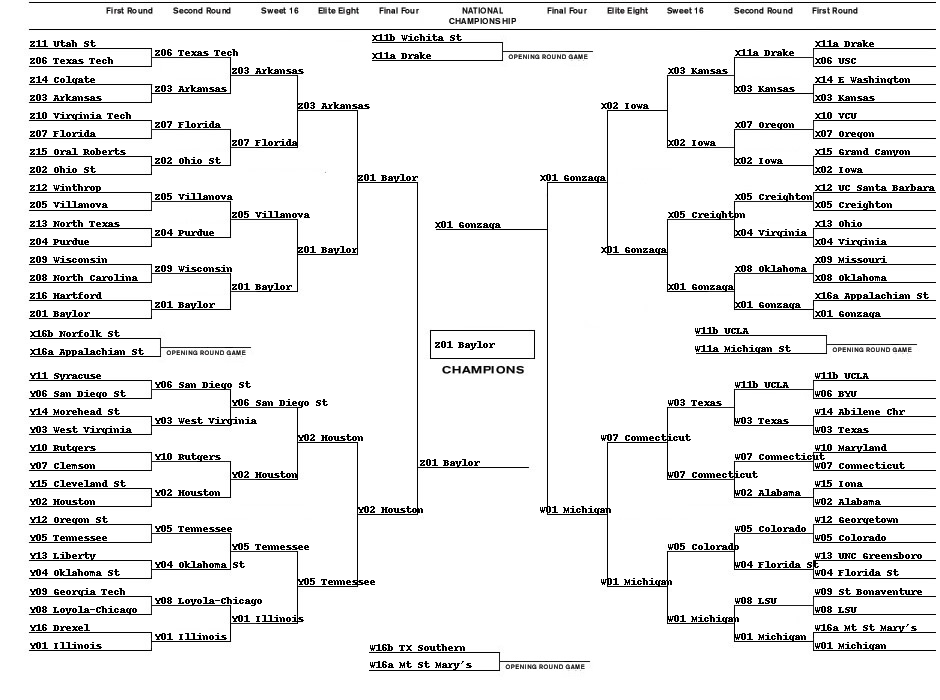 First Round Second Round Sweet 16 Elite Eight Final Four NATIONAL CHAMPIONSHIP Final Four Elite Eight Sweet 16 Second Round First Round
X11b Wichita St
X11a Drake
OPENING ROUND GAME
Z11 Utah St
Z06 Texas Tech
Z14 Colgate
Z03 Arkansas
Z10 Virginia Tech
Z07 Florida
Z15 Oral Roberts
Z02 Ohio St
Z12 Winthrop
Z05 Villanova
Z13 North Texas
Z04 Purdue
Z09 Wisconsin
Z08 North Carolina
Z16 Hartford
Z01 Baylor
Z06 Texas Tech
Z03 Arkansas
Z07 Florida
Z02 Ohio St
Z05 Villanova
Z04 Purdue
Z09 Wisconsin
Z01 Baylor
Z03 Arkansas
Z07 Florida
Z05 Villanova
Z01 Baylor
Z03 Arkansas
Z01 Baylor
Z01 Baylor
X16b Norfolk St
X16a Appalachian St
OPENING ROUND GAME
Y11 Syracuse
Y06 San Diego St
Y14 Morehead St
Y03 West Virginia
Y10 Rutgers
Y07 Clemson
Y15 Cleveland St
Y02 Houston
Y12 Oregon St
Y05 Tennessee
Y13 Liberty
Y04 Oklahoma St
Y09 Georgia Tech
Y08 Loyola-Chicago
Y16 Drexel
Y01 Illinois
Y06 San Diego St
Y03 West Virginia
Y10 Rutgers
Y02 Houston
Y05 Tennessee
Y04 Oklahoma St
Y08 Loyola-Chicago
Y01 Illinois
Y06 San Diego St
Y02 Houston
Y05 Tennessee
Y01 Illinois
Y02 Houston
Y05 Tennessee
Y02 Houston
X01 Gonzaga
Z01 Baylor
CHAMPIONS
Z01 Baylor
X01 Gonzaga
X02 Iowa
X01 Gonzaga
X03 Kansas
X02 Iowa
X05 Creighton
X01 Gonzaga
X11a Drake
X03 Kansas
X07 Oregon
X02 Iowa
X05 Creighton
X04 Virginia
X08 Oklahoma
X01 Gonzaga
X11a Drake
X06 USC
X14 E Washington
X03 Kansas
X10 VCU
X07 Oregon
X15 Grand Canyon
X02 Iowa
X12 UC Santa Barbara
X05 Creighton
X13 Ohio
X04 Virginia
X09 Missouri
X08 Oklahoma
X16a Appalachian St
X01 Gonzaga
W11b UCLA
W11a Michigan St
OPENING ROUND GAME
W01 Michigan
W07 Connecticut
W01 Michigan
W03 Texas
W07 Connecticut
W05 Colorado
W01 Michigan
W11b UCLA
W03 Texas
W07 Connecticut
W02 Alabama
W05 Colorado
W04 Florida St
W08 LSU
W01 Michigan
W11b UCLA
W06 BYU
W14 Abilene Chr
W03 Texas
W10 Maryland
W07 Connecticut
W15 Iona
W02 Alabama
W12 Georgetown
W05 Colorado
W13 UNC Greensboro
W04 Florida St
W09 St Bonaventure
W08 LSU
W16a Mt St Mary's
W01 Michigan
W16b TX Southern
W16a Mt St Mary's
OPENING ROUND GAME